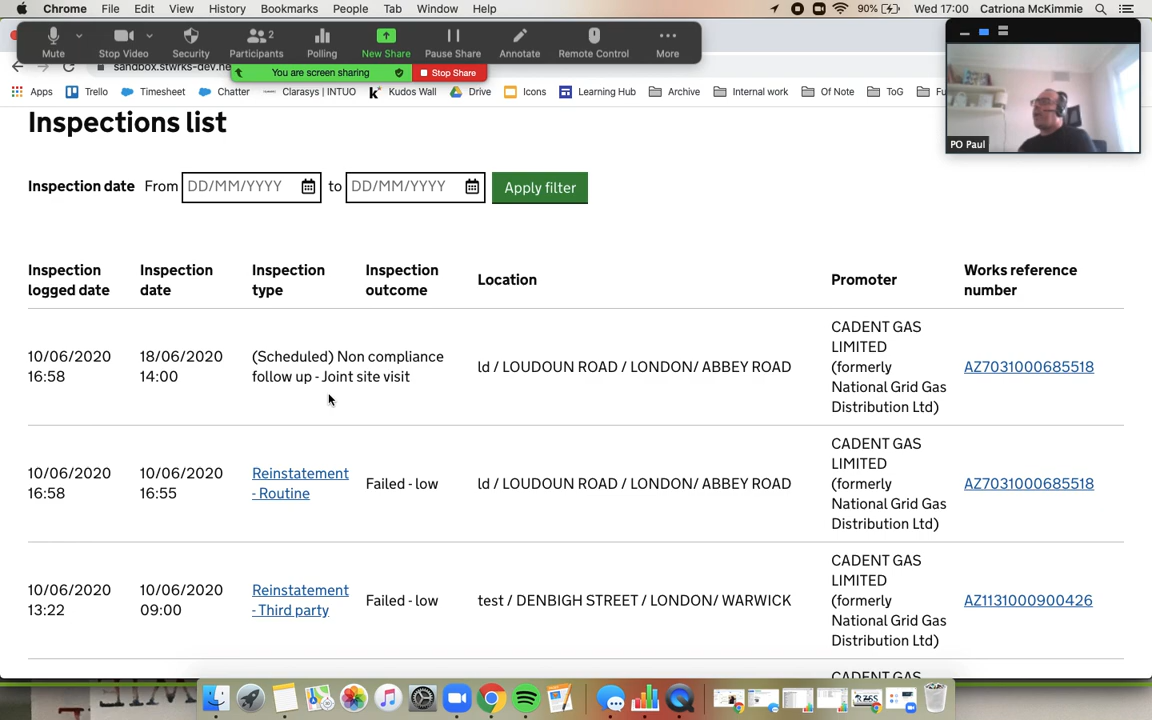 Chrome File Edit View History Bookmarks People Tab Window Help 90% Wed 17:00 Catriona McKimmie
Mute Stop Video Security Participants 2 Polling New Share Pause Share Annotate Remote Control More
sandbox.stwrks-dev.ne
You are screen sharing Stop Share
Apps Trello Timesheet Chatter Clarasys | INTUO Kudos Wall Drive Icons Learning Hub Archive Internal work Of Note ToG Fu
PO Paul
Inspections list
Inspection date From DD/MM/YYYY to DD/MM/YYYY Apply filter
Inspection logged date
Inspection date
Inspection type
Inspection outcome
Location
Promoter
Works reference number
10/06/2020 16:58
18/06/2020 14:00
(Scheduled) Non compliance
follow up - Joint site visit
ld / LOUDOUN ROAD / LONDON/ ABBEY ROAD
CADENT GAS
LIMITED
(formerly
National Grid Gas
Distribution Ltd)
AZ7031000685518
10/06/2020 16:58
10/06/2020 16:55
Reinstatement
- Routine
Failed - low
ld / LOUDOUN ROAD / LONDON/ ABBEY ROAD
CADENT GAS
LIMITED
(formerly
National Grid Gas
Distribution Ltd)
AZ7031000685518
10/06/2020 13:22
10/06/2020 09:00
Reinstatement
- Third party
Failed - low
test / DENBIGH STREET / LONDON/ WARWICK
CADENT GAS
LIMITED
(formerly
National Grid Gas
Distribution Ltd)
AZ1131000900426
CADENT GAS